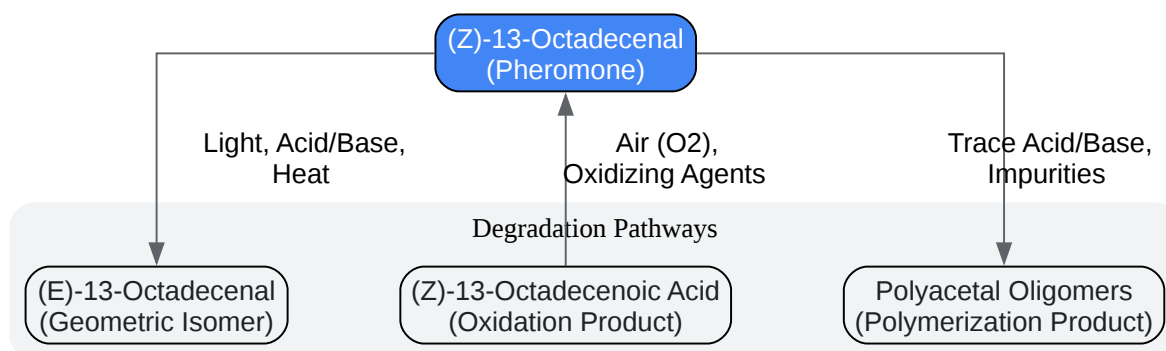 (Z)-13-Octadecenal
(Pheromone)
Light, Acid/Base,
Heat
Air (O2),
Oxidizing Agents
Trace Acid/Base,
Impurities
Degradation Pathways
(E)-13-Octadecenal
(Geometric Isomer)
(Z)-13-Octadecenoic Acid
(Oxidation Product)
Polyacetal Oligomers
(Polymerization Product)